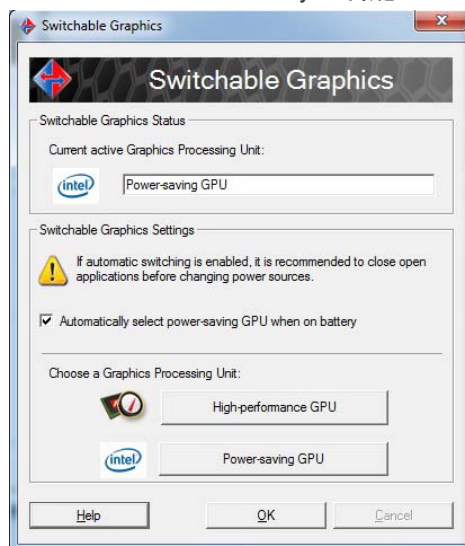 Switchable Graphics
Switchable Graphics
Switchable Graphics Status
Current active Graphics Processing Unit:
intel
Power-saving GPU
Switchable Graphics Settings
If automatic switching is enabled, it is recommended to close open
applications before changing power sources.
Automatically select power-saving GPU when on battery
Choose a Graphics Processing Unit:
High-performance GPU
intel
Power-saving GPU
Help
OK
Cancel